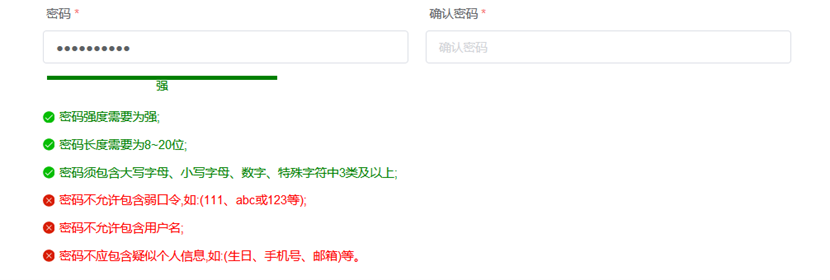 密码 * 确认密码 *
●●●●●●●●●● 确认密码
强
密码强度需要为强;
密码长度需要为8~20位;
密码须包含大写字母、小写字母、数字、特殊字符中3类及以上;
密码不允许包含弱口令,如:(111、abc或123等);
密码不允许包含用户名;
密码不应包含疑似个人信息,如:(生日、手机号、邮箱)等。